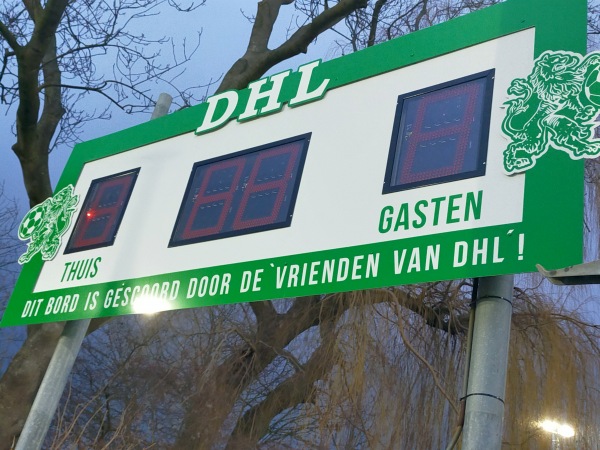 DHL
THUIS
GASTEN
DIT BORD IS GESCOORD DOOR DE ‵VRIENDEN VAN DHL′!